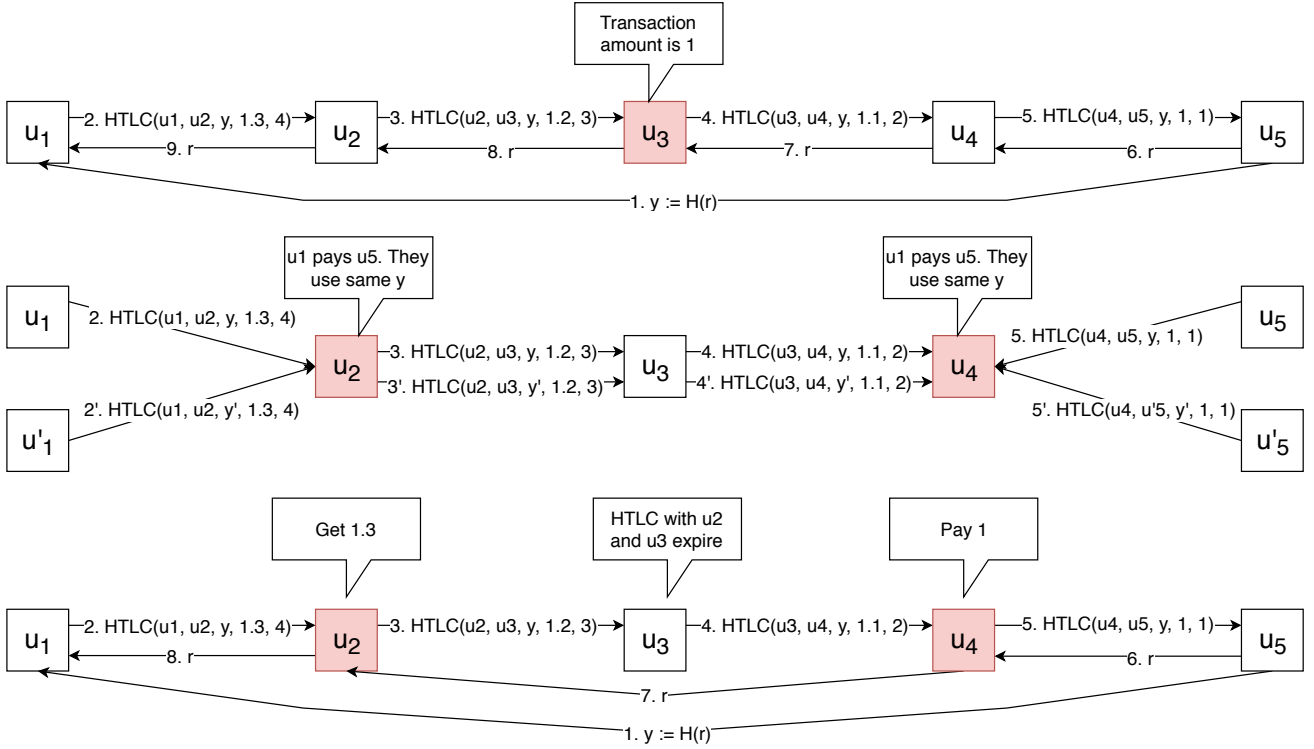 Transaction
amount is 1
u1
2. HTLC(u1, u2, y, 1.3, 4)
9. r
u2
3. HTLC(u2, u3, y, 1.2, 3)
8. r
u3
4. HTLC(u3, u4, y, 1.1, 2)
7. r
u4
5. HTLC(u4, u5, y, 1, 1)
6. r
u5
1. y := H(r)
u1 pays u5. They
use same y
u1 pays u5. They
use same y
u1
2. HTLC(u1, u2, y, 1.3, 4)
u2
3. HTLC(u2, u3, y, 1.2, 3)
3'. HTLC(u2, u3, y', 1.2, 3)
u3
4. HTLC(u3, u4, y, 1.1, 2)
4'. HTLC(u3, u4, y', 1.1, 2)
u4
5. HTLC(u4, u5, y, 1, 1)
u5
u'1
2'. HTLC(u1, u2, y', 1.3, 4)
5'. HTLC(u4, u'5, y', 1, 1)
u'5
Get 1.3
HTLC with u2
and u3 expire
Pay 1
u1
2. HTLC(u1, u2, y, 1.3, 4)
8. r
u2
3. HTLC(u2, u3, y, 1.2, 3)
u3
4. HTLC(u3, u4, y, 1.1, 2)
u4
5. HTLC(u4, u5, y, 1, 1)
6. r
u5
7. r
1. y := H(r)